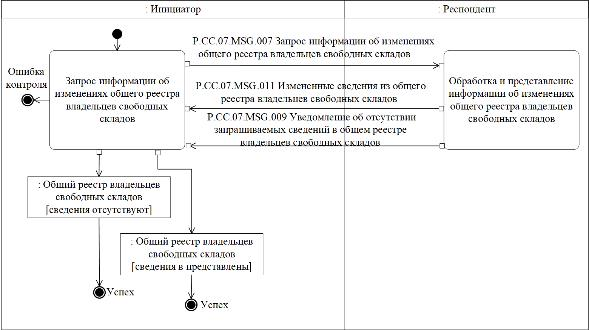 : Инициатор
: Респондент
P.CC.07.MSG.007 Запрос информации об изменениях
общего реестра владельцев свободных складов
Ошибка
контроля
Запрос информации об
изменениях общего реестра
владельцев свободных
складов
P.CC.07.MSG.011 Измененные сведения из общего
реестра владельцев свободных складов
P.CC.07.MSG.009 Уведомление об отсутствии
запрашиваемых сведений в общем реестре
владельцев свободных складов
Обработка и представление
информации об изменениях
общего реестра владельцев
свободных складов
: Общий реестр владельцев
свободных складов
[сведения отсутствуют]
: Общий реестр владельцев
свободных складов
[сведения в представлены]
Успех
Успех